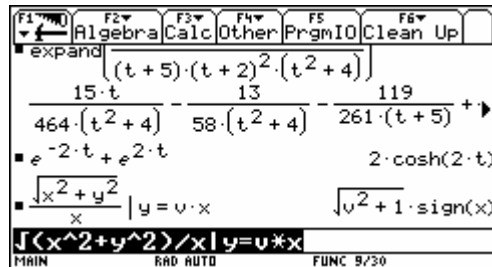 F1 F2 F3 F4 F5 F6
Algebra Calc Other PrgmIO Clean Up
expand( (t + 5)·(t + 2)² · (t² + 4) )
15·t / 464·(t² + 4) - 13 / 58·(t² + 4) - 119 / 261·(t + 5) + ·▶
e^-2·t + e^2·t 2·cosh(2·t)
√x² + y² / x | y = v·x √v² + 1·sign(x)
√(x^2+y^2)/x|y=v*x
MAIN RAD AUTO FUNC 9/30